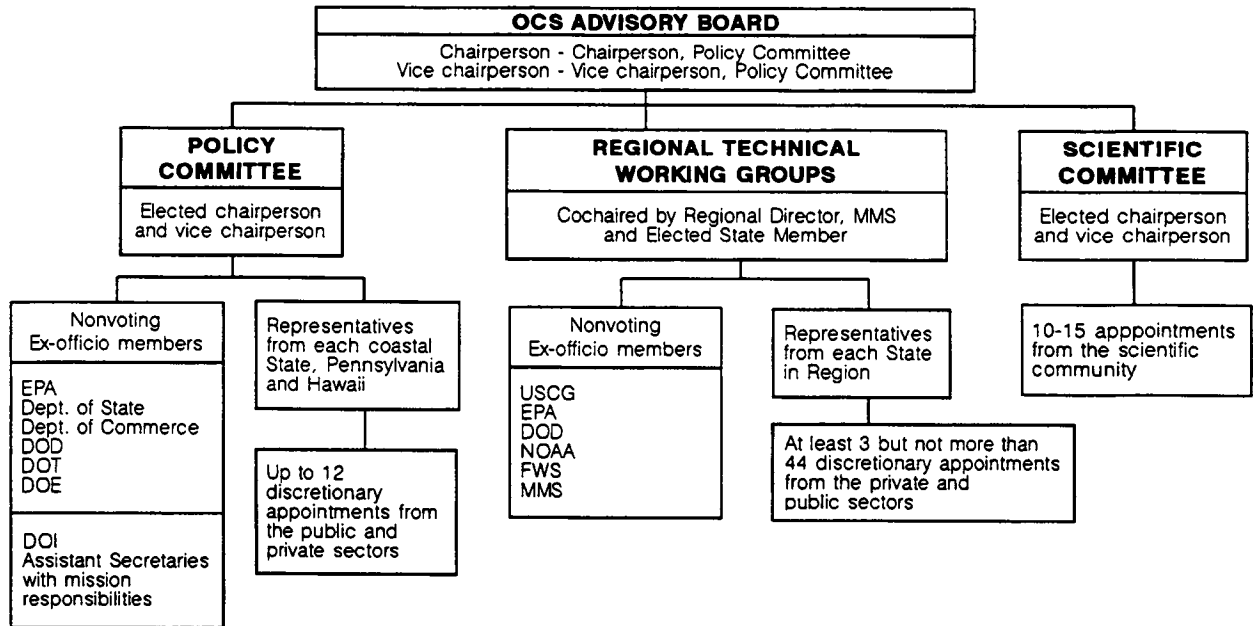 OCS ADVISORY BOARD
Chairperson - Chairperson, Policy Committee
Vice chairperson - Vice chairperson, Policy Committee
POLICY
COMMITTEE
Elected chairperson
and vice chairperson
Nonvoting
Ex-officio members
EPA
Dept. of State
Dept. of Commerce
DOD
DOT
DOE
DOI
Assistant Secretaries
with mission
responsibilities
Representatives
from each coastal
State, Pennsylvania
and Hawaii
Up to 12
discretionary
appointments from
the public and
private sectors
REGIONAL TECHNICAL
WORKING GROUPS
Cochaired by Regional Director, MMS
and Elected State Member
Nonvoting
Ex-officio members
USCG
EPA
DOD
NOAA
FWS
MMS
Representatives
from each State
in Region
At least 3 but not more than
44 discretionary appointments
from the private and
public sectors
SCIENTIFIC
COMMITTEE
Elected chairperson
and vice chairperson
10-15 apppointments
from the scientific
community